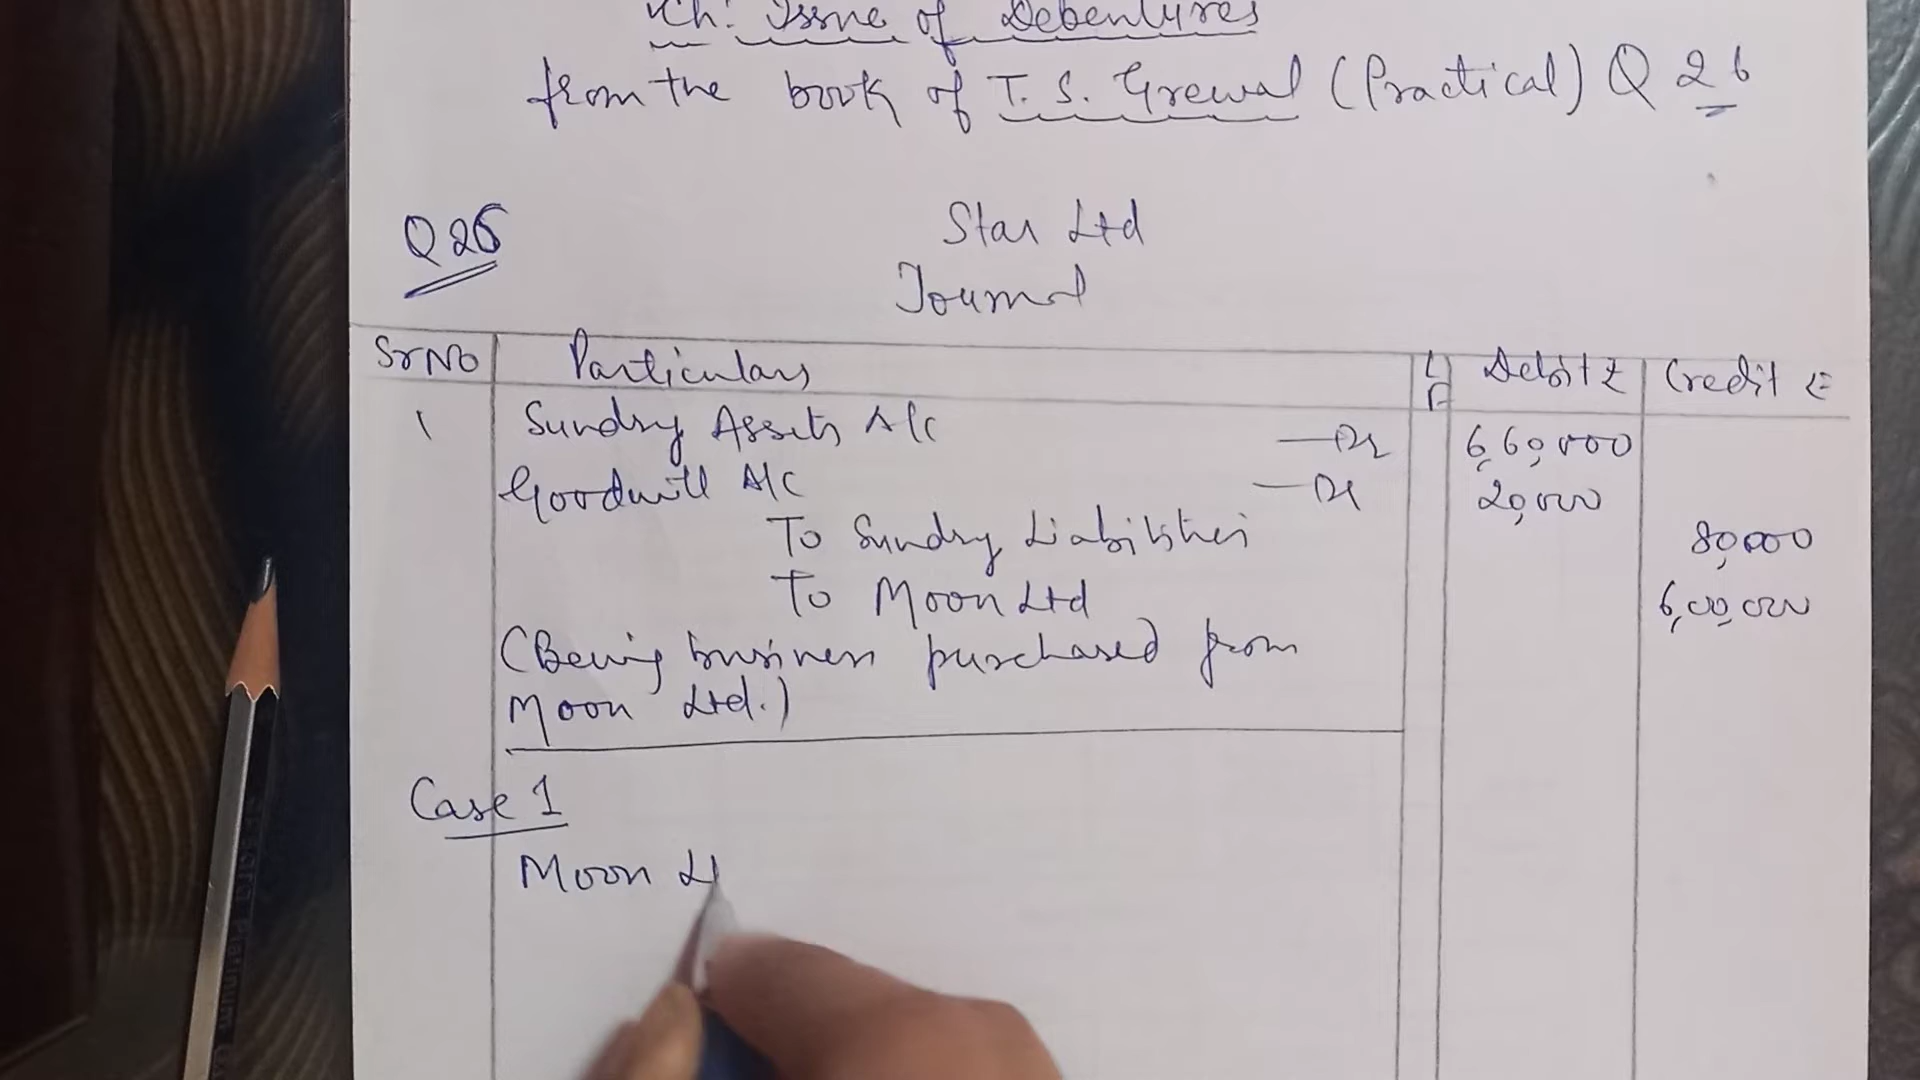 Ch: Issue of Debentures
from the book of T. S. Grewal (Practical) Q 26
Q 26
Star Ltd
Journal
Sr No Particulars L F Debit ₹ Credit ₹
1 Sundry Assets A/c —Dr 6,60,000
Goodwill A/c —Dr 20,000
To Sundry Liabilities 80,000
To Moon Ltd 6,00,000
(Being business purchased from
Moon Ltd.)
Case 1
Moon